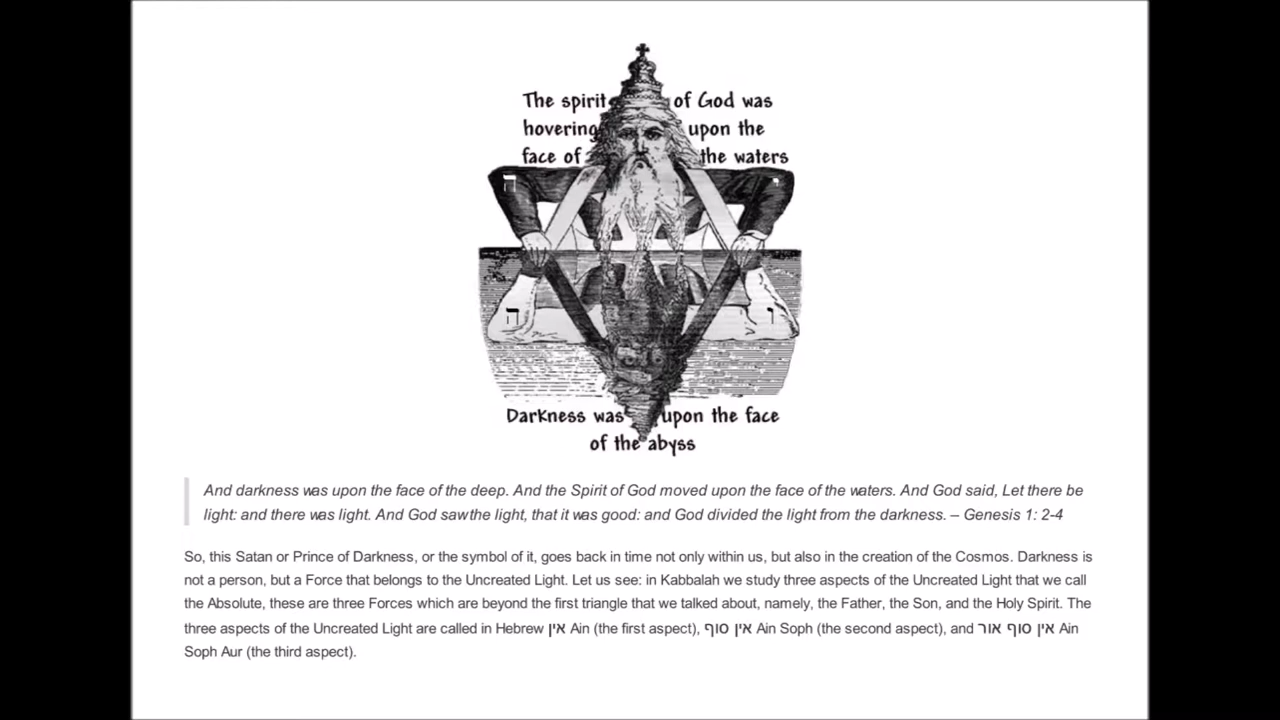 The spirit of God was
hovering upon the
face of the waters
ה י
ה ו
Darkness was upon the face
of the abyss
And darkness was upon the face of the deep. And the Spirit of God moved upon the face of the waters. And God said, Let there be
light: and there was light. And God saw the light, that it was good: and God divided the light from the darkness. – Genesis 1: 2-4
So, this Satan or Prince of Darkness, or the symbol of it, goes back in time not only within us, but also in the creation of the Cosmos. Darkness is
not a person, but a Force that belongs to the Uncreated Light. Let us see: in Kabbalah we study three aspects of the Uncreated Light that we call
the Absolute, these are three Forces which are beyond the first triangle that we talked about, namely, the Father, the Son, and the Holy Spirit. The
three aspects of the Uncreated Light are called in Hebrew אין Ain (the first aspect), אין סוף Ain Soph (the second aspect), and אין סוף אור Ain
Soph Aur (the third aspect).